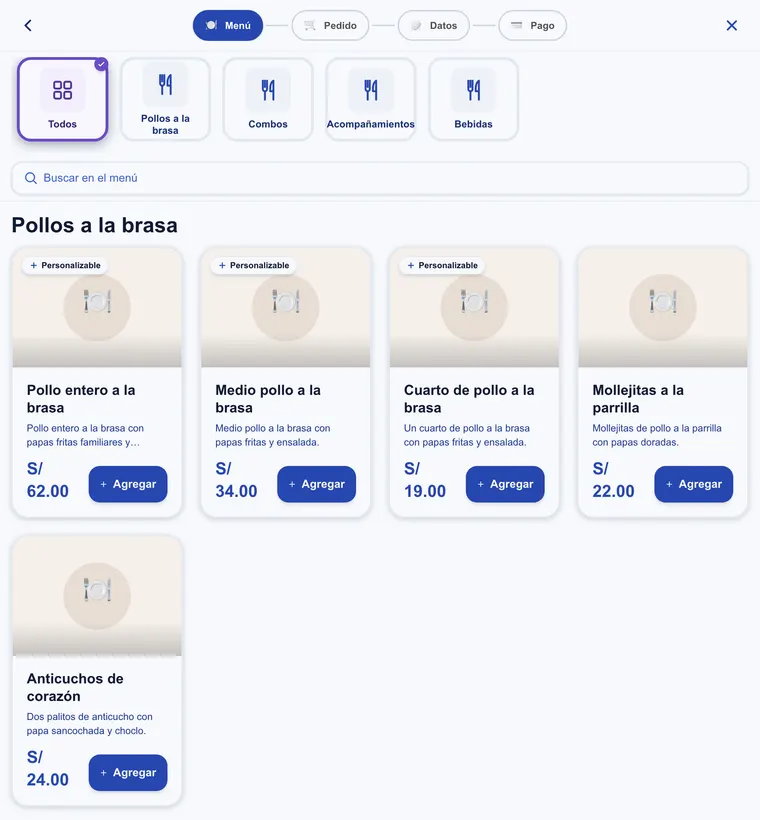 Menú
Pedido
Datos
Pago
Todos
Pollos a la
brasa
Combos
Acompañamientos
Bebidas
Buscar en el menú
Pollos a la brasa
+ Personalizable
+ Personalizable
+ Personalizable
Pollo entero a la
brasa
Pollo entero a la brasa con
papas fritas familiares y…
S/
62.00
+ Agregar
Medio pollo a la
brasa
Medio pollo a la brasa con
papas fritas y ensalada.
S/
34.00
+ Agregar
Cuarto de pollo a la
brasa
Un cuarto de pollo a la brasa
con papas fritas y ensalada.
S/
19.00
+ Agregar
Mollejitas a la
parrilla
Mollejitas de pollo a la parrilla
con papas doradas.
S/
22.00
+ Agregar
Anticuchos de
corazón
Dos palitos de anticucho con
papa sancochada y choclo.
S/
24.00
+ Agregar